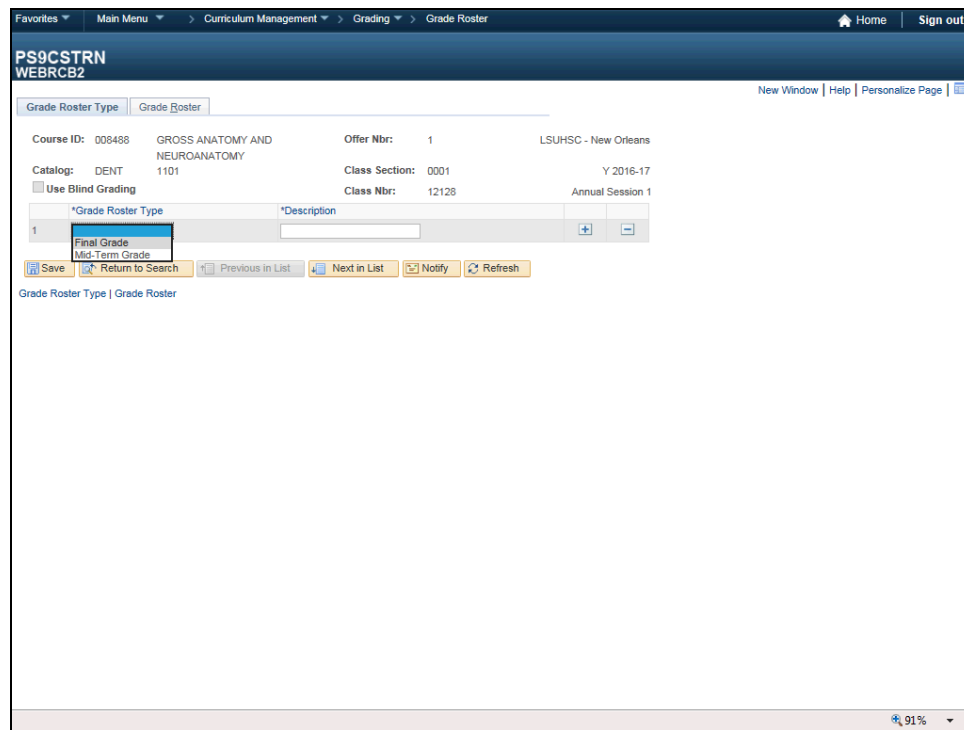 Favorites Main Menu > Curriculum Management > Grading > Grade Roster Home Sign out
PS9CSTRN
WEBRCB2
New Window | Help | Personalize Page |
Grade Roster Type Grade Roster
Course ID: 008488 GROSS ANATOMY AND NEUROANATOMY Offer Nbr: 1 LSUHSC - New Orleans
Catalog: DENT 1101 Class Section: 0001 Y 2016-17
Use Blind Grading Class Nbr: 12128 Annual Session 1
*Grade Roster Type *Description
1
Final Grade
Mid-Term Grade
Save Return to Search Previous in List Next in List Notify Refresh
Grade Roster Type | Grade Roster
91%